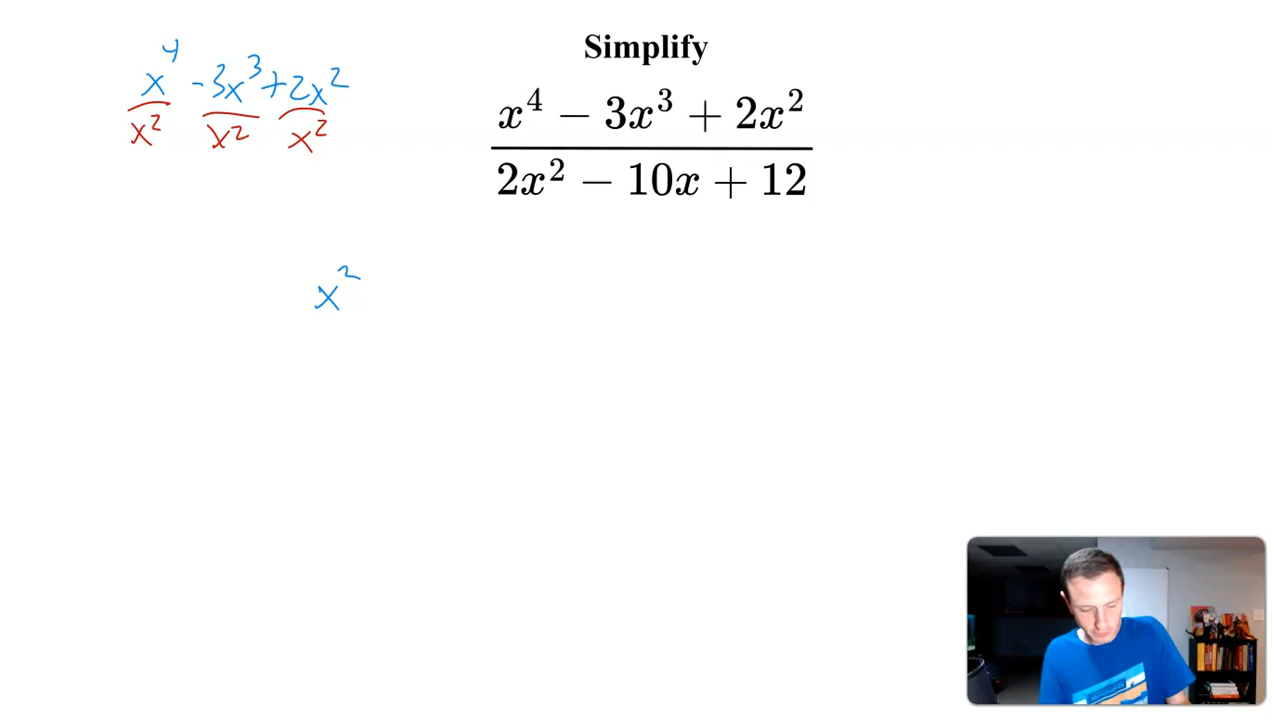 Simplify
x⁴ - 3x³ + 2x²
x² x² x²
x⁴ − 3x³ + 2x²
2x² − 10x + 12
x²